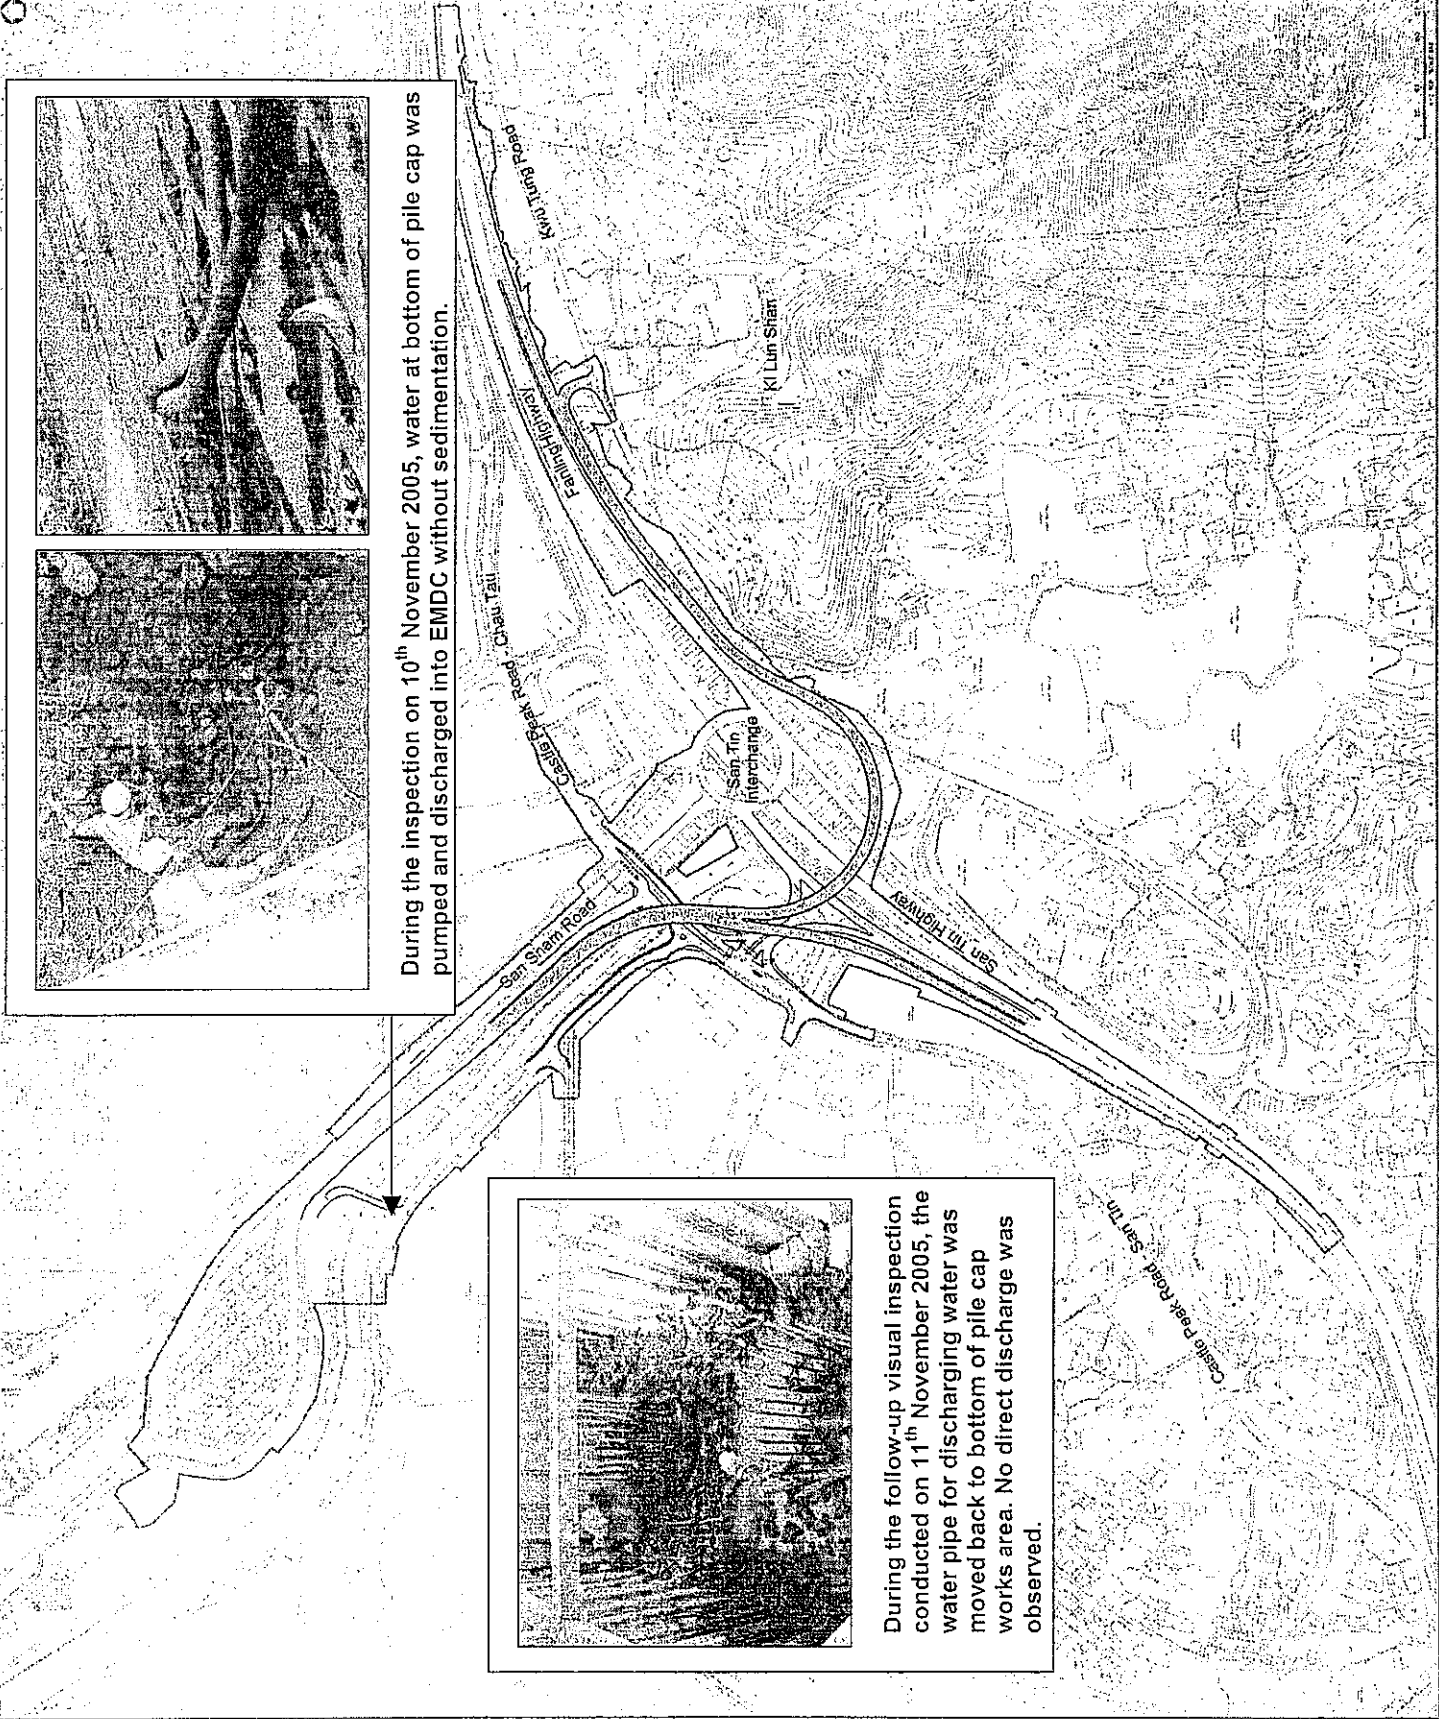 During the inspection on 10th November 2005, water at bottom of pile cap was
pumped and discharged into EMDC without sedimentation.
During the follow-up visual inspection
conducted on 11th November 2005, the
water pipe for discharging water was
moved back to bottom of pile cap
works area. No direct discharge was
observed.
San Sham Road
Castle Peak Road - Chau Tau
Fanling Highway
Kwu Tung Road
Ki Lun Shan
San Tin
Interchange
San Tin Highway
Castle Peak Road - San Tin